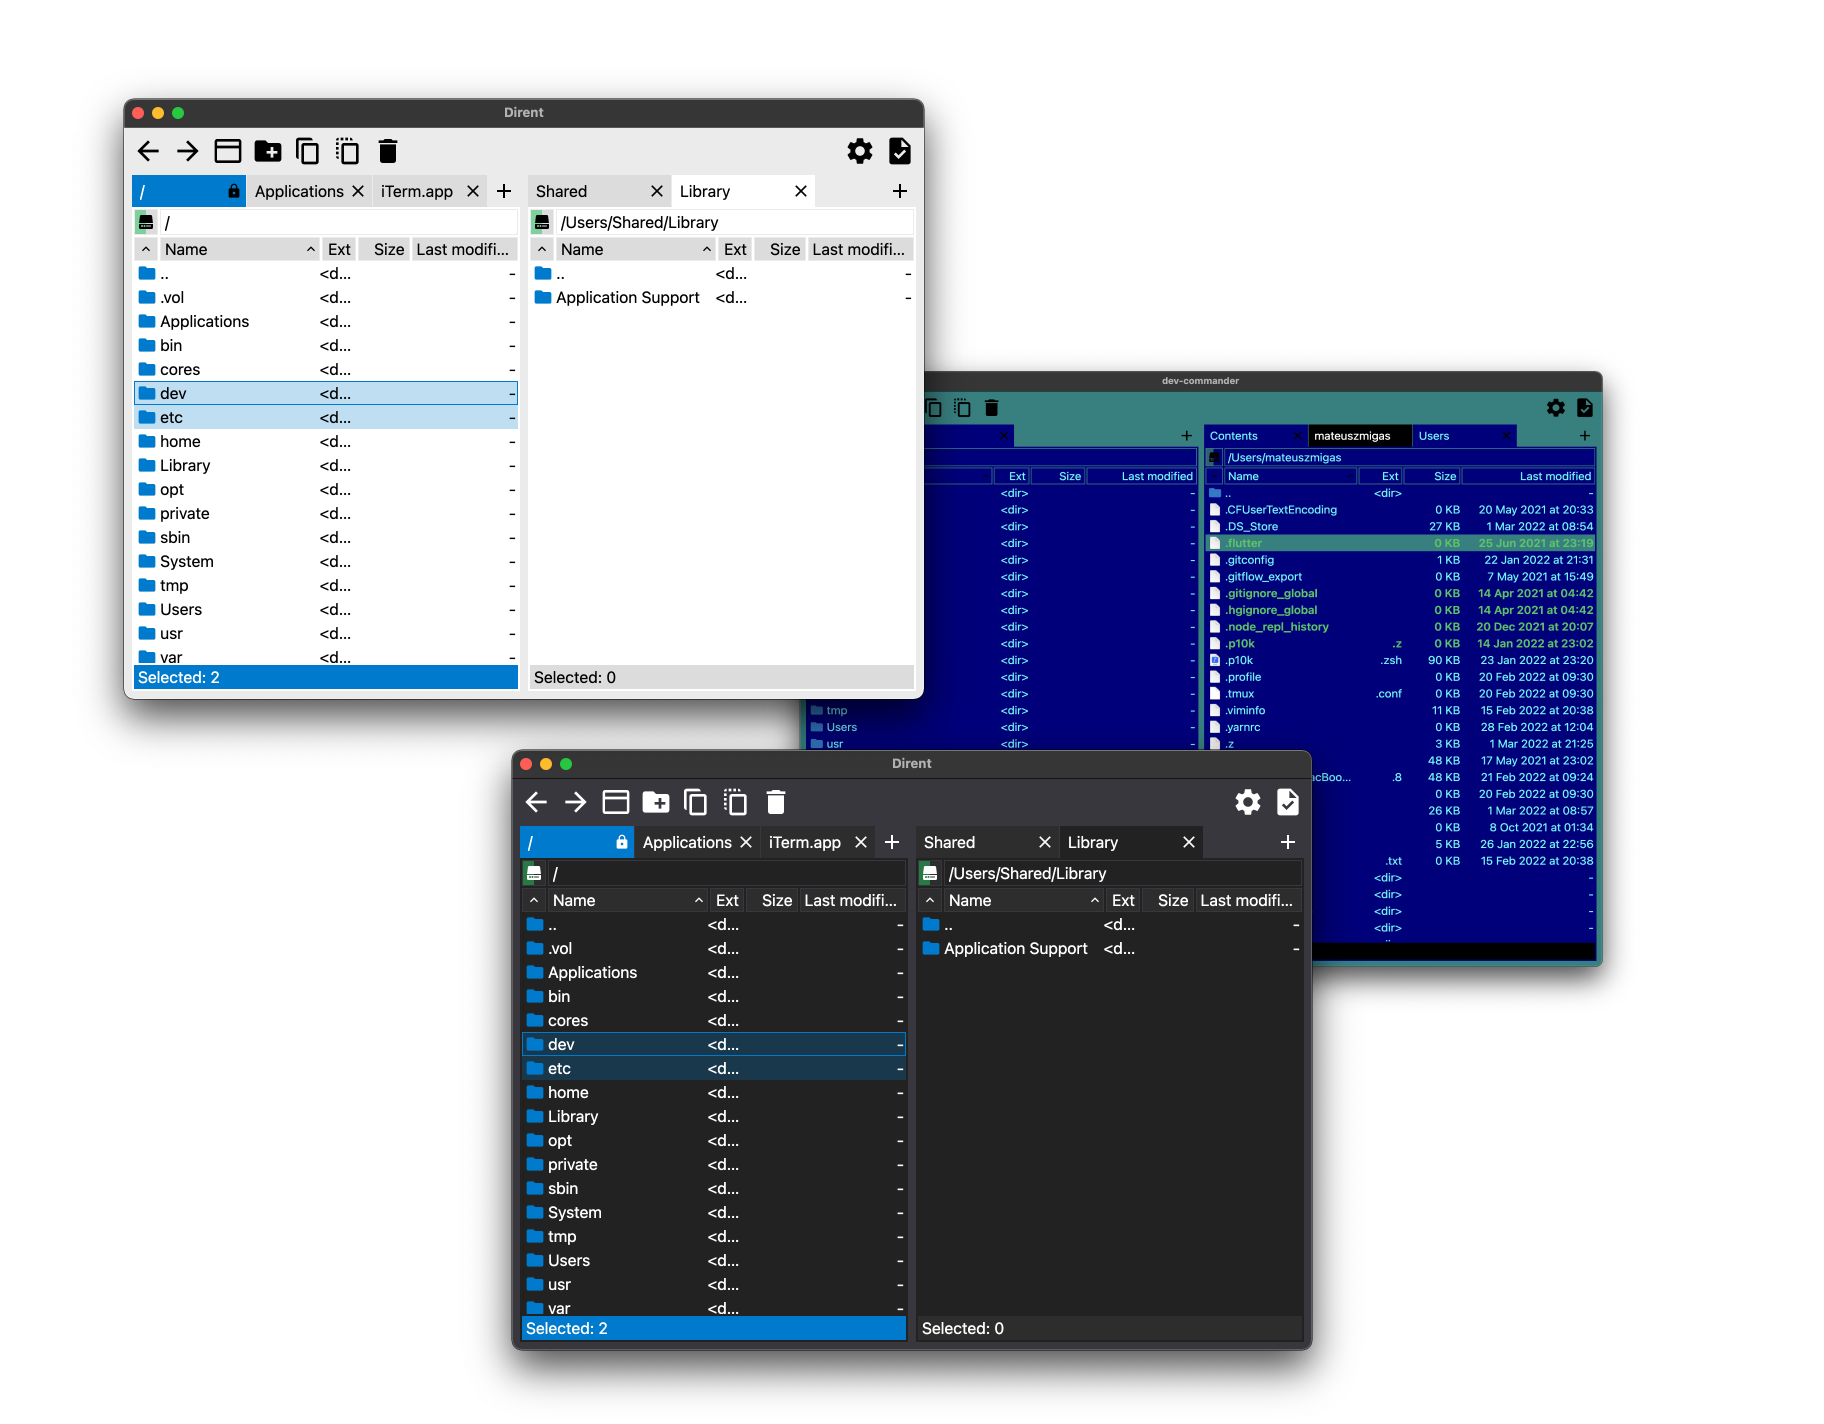 Dirent
/ Applications iTerm.app
/
Name Ext Size Last modifi...
.. <d... -
.vol <d... -
Applications <d... -
bin <d... -
cores <d... -
dev <d... -
etc <d... -
home <d... -
Library <d... -
opt <d... -
private <d... -
sbin <d... -
System <d... -
tmp <d... -
Users <d... -
usr <d... -
var <d... -
Selected: 2
Shared Library
/Users/Shared/Library
Name Ext Size Last modifi...
.. <d... -
Application Support <d... -
Selected: 0
dev-commander
Ext Size Last modified
<dir> -
<dir> -
<dir> -
<dir> -
<dir> -
<dir> -
<dir> -
<dir> -
<dir> -
<dir> -
<dir> -
<dir> -
<dir> -
tmp <dir> -
Users <dir> -
usr <dir> -
Contents mateuszmigas Users
/Users/mateuszmigas
Name Ext Size Last modified
.. <dir> -
.CFUserTextEncoding 0 KB 20 May 2021 at 20:33
.DS_Store 27 KB 1 Mar 2022 at 08:54
.flutter 0 KB 25 Jun 2021 at 23:19
.gitconfig 1 KB 22 Jan 2022 at 21:31
.gitflow_export 0 KB 7 May 2021 at 15:49
.gitignore_global 0 KB 14 Apr 2021 at 04:42
.hgignore_global 0 KB 14 Apr 2021 at 04:42
.node_repl_history 0 KB 20 Dec 2021 at 20:07
.p10k .z 0 KB 14 Jan 2022 at 23:02
.p10k .zsh 90 KB 23 Jan 2022 at 23:20
.profile 0 KB 20 Feb 2022 at 09:30
.tmux .conf 0 KB 20 Feb 2022 at 09:30
.viminfo 11 KB 15 Feb 2022 at 20:38
.yarnrc 0 KB 28 Feb 2022 at 12:04
.z 3 KB 1 Mar 2022 at 21:25
48 KB 17 May 2021 at 23:02
acBoo... .8 48 KB 21 Feb 2022 at 09:24
0 KB 20 Feb 2022 at 09:30
26 KB 1 Mar 2022 at 08:57
0 KB 8 Oct 2021 at 01:34
5 KB 26 Jan 2022 at 22:56
.txt 0 KB 15 Feb 2022 at 20:38
<dir> -
<dir> -
<dir> -
<dir> -
Dirent
/ Applications iTerm.app
/
Name Ext Size Last modifi...
.. <d... -
.vol <d... -
Applications <d... -
bin <d... -
cores <d... -
dev <d... -
etc <d... -
home <d... -
Library <d... -
opt <d... -
private <d... -
sbin <d... -
System <d... -
tmp <d... -
Users <d... -
usr <d... -
var <d... -
Selected: 2
Shared Library
/Users/Shared/Library
Name Ext Size Last modifi...
.. <d... -
Application Support <d... -
Selected: 0